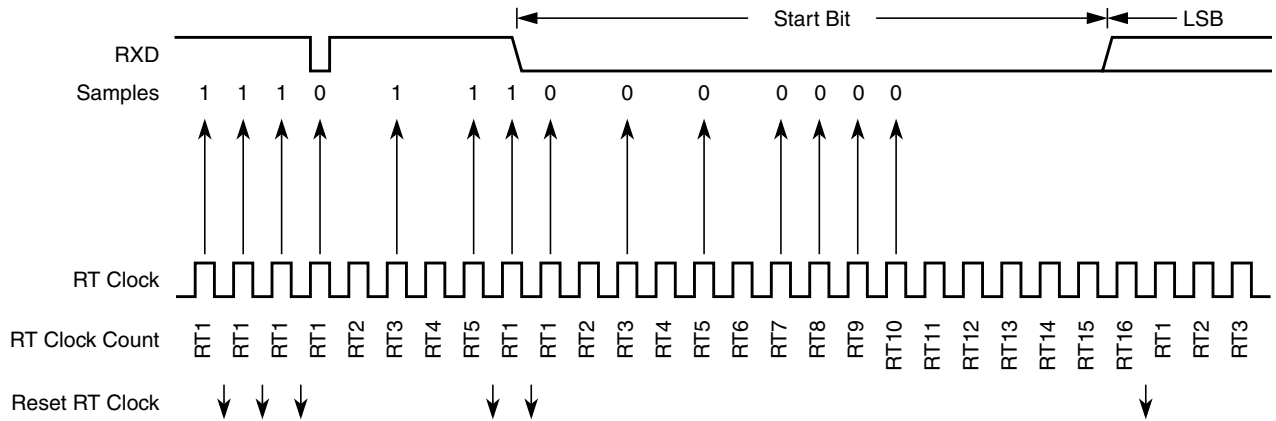 Start Bit LSB
RXD
Samples 1 1 1 0 1 1 1 0 0 0 0 0 0 0
RT Clock
RT Clock Count RT1 RT1 RT1 RT1 RT2 RT3 RT4 RT5 RT1 RT1 RT2 RT3 RT4 RT5 RT6 RT7 RT8 RT9 RT10 RT11 RT12 RT13 RT14 RT15 RT16 RT1 RT2 RT3
Reset RT Clock